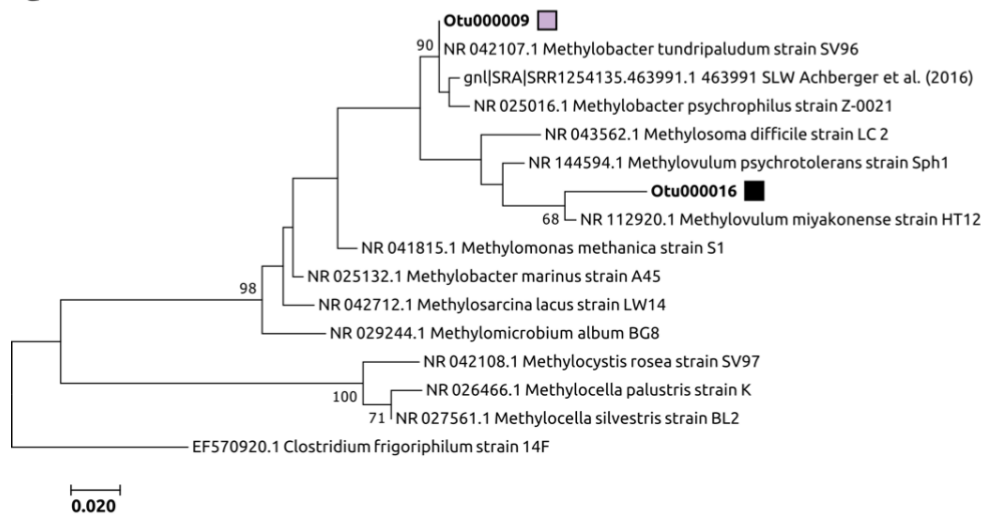 Otu000009
90
NR 042107.1 Methylobacter tundripaludum strain SV96
gnl|SRA|SRR1254135.463991.1 463991 SLW Achberger et al. (2016)
NR 025016.1 Methylobacter psychrophilus strain Z-0021
NR 043562.1 Methylosoma difficile strain LC 2
NR 144594.1 Methylovulum psychrotolerans strain Sph1
Otu000016
68
NR 112920.1 Methylovulum miyakonense strain HT12
NR 041815.1 Methylomonas methanica strain S1
NR 025132.1 Methylobacter marinus strain A45
98
NR 042712.1 Methylosarcina lacus strain LW14
NR 029244.1 Methylomicrobium album BG8
NR 042108.1 Methylocystis rosea strain SV97
100
NR 026466.1 Methylocella palustris strain K
71
NR 027561.1 Methylocella silvestris strain BL2
EF570920.1 Clostridium frigoriphilum strain 14F
0.020